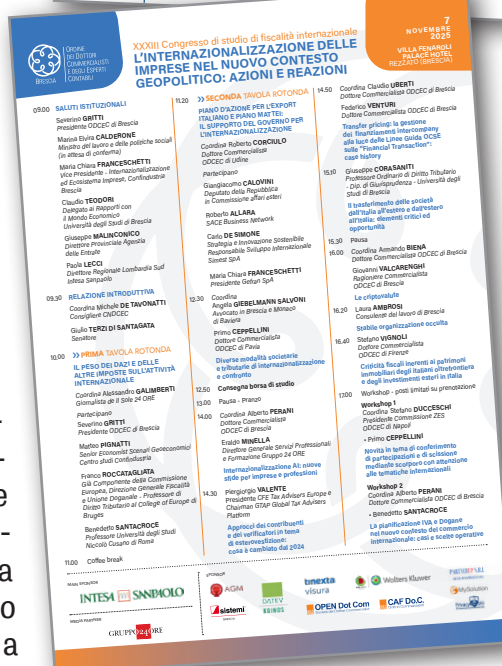 ORDINE
DEI DOTTORI
COMMERCIALISTI
E DEGLI ESPERTI
CONTABILI
BRESCIA
XXXIII Congresso di studio di fiscalità internazionale
L'INTERNAZIONALIZZAZIONE DELLE
IMPRESE NEL NUOVO CONTESTO
GEOPOLITICO: AZIONI E REAZIONI
7
NOVEMBRE
2025
VILLA FENAROLI
PALACE HOTEL
REZZATO (BRESCIA)
09.00 SALUTI ISTITUZIONALI
Severino GRITTI
Presidente ODCEC di Brescia
Marina Elvira CALDERONE
Ministro del lavoro e delle politiche sociali
(in attesa di conferma)
Maria Chiara FRANCESCHETTI
Vice Presidente - Internazionalizzazione
ed Ecosistema Imprese, Confindustria
Brescia
Claudio TEODORI
Delegato ai Rapporti con
il Mondo Economico
Università degli Studi di Brescia
Giuseppe MALINCONICO
Direttore Provinciale Agenzia
delle Entrate
Paola LECCI
Direttore Regionale Lombardia Sud
Intesa Sanpaolo
09.30 RELAZIONE INTRODUTTIVA
Coordina Michele DE TAVONATTI
Consigliere CNDCEC
Giulio TERZI DI SANTAGATA
Senatore
10.00 » PRIMA TAVOLA ROTONDA
IL PESO DEI DAZI E DELLE
ALTRE IMPOSTE SULL'ATTIVITÀ
INTERNAZIONALE
Coordina Alessandro GALIMBERTI
Giornalista de Il Sole 24 ORE
Partecipano
Severino GRITTI
Presidente ODCEC di Brescia
Matteo PIGNATTI
Senior Economist Scenari Geoeconomici
Centro studi Confindustria
Franco ROCCATAGLIATA
Già Componente della Commissione
Europea, Direzione Generale Fiscalità
e Unione Doganale - Professore di
Diritto Tributario al College of Europe di
Bruges
Benedetto SANTACROCE
Professore Università degli Studi
Niccolò Cusano di Roma
11.00 Coffee break
11.20 » SECONDA TAVOLA ROTONDA
PIANO D'AZIONE PER L'EXPORT
ITALIANO E PIANO MATTEI:
IL SUPPORTO DEL GOVERNO PER
L'INTERNAZIONALIZZAZIONE
Coordina Roberto CORCIULO
Dottore Commercialista
ODCEC di Udine
Partecipano
Giangiacomo CALOVINI
Deputato della Repubblica
in Commissione affari esteri
Roberto ALLARA
SACE Business Network
Carlo DE SIMONE
Strategia e Innovazione Sostenibile
Responsabile Sviluppo Internazionale
Simest SpA
Maria Chiara FRANCESCHETTI
Presidente Gefran SpA
12.30 Coordina
Angela GIEBELMANN SALVONI
Avvocato in Brescia e Monaco
di Baviera
Primo CEPPELLINI
Dottore Commercialista
ODCEC di Pavia
Diverse modalità societarie
e tributarie di internazionalizzazione
a confronto
12.50 Consegna borsa di studio
13.00 Pausa - Pranzo
14.00 Coordina Alberto PERANI
Dottore Commercialista
ODCEC di Brescia
Eraldo MINELLA
Direttore Generale Servizi Professionali
e Formazione Gruppo 24 ORE
Internazionalizzazione AI: nuove
sfide per imprese e professioni
14.30 Piergiorgio VALENTE
Presidente CFE Tax Advisers Europe e
Chairman GTAP Global Tax Advisers
Platform
Approcci dei contribuenti
e dei verificatori in tema
di esterovestizione:
cosa è cambiato dal 2024
14.50 Coordina Claudio UBERTI
Dottore Commercialista ODCEC di Brescia
Federico VENTURI
Dottore Commercialista ODCEC di Brescia
Transfer pricing: la gestione
dei finanziamenti intercompany
alla luce delle Linee Guida OCSE
sulle "Financial Transaction":
case history
15.10 Giuseppe CORASANITI
Professore Ordinario di Diritto Tributario
- Dip. di Giurisprudenza - Università degli
Studi di Brescia
Il trasferimento delle società
dall'Italia all'estero e dall'estero
all'Italia: elementi critici ed
opportunità
15.30 Pausa
16.00 Coordina Armando BIENA
Dottore Commercialista ODCEC di Brescia
Giovanni VALCARENGHI
Ragioniere Commercialista
ODCEC di Brescia
Le criptovalute
16.20 Laura AMBROSI
Consulente del lavoro di Brescia
Stabile organizzazione occulta
16.40 Stefano VIGNOLI
Dottore Commercialista
ODCEC di Firenze
Criticità fiscali inerenti ai patrimoni
immobiliari degli italiani oltrefrontiera
e degli investimenti esteri in Italia
17.00 Workshop - posti limitati su prenotazione
Workshop 1
Coordina Stefano DUCCESCHI
Presidente Commissione ZES
ODCEC di Napoli
• Primo CEPPELLINI
Novità in tema di conferimento
di partecipazioni e di scissione
mediante scorporo con attenzione
alle tematiche internazionali
Workshop 2
Coordina Alberto PERANI
Dottore Commercialista ODCEC di Brescia
• Benedetto SANTACROCE
La pianificazione IVA e Dogane
nel nuovo contesto del commercio
internazionale: casi e scelte operative
MAIN SPONSOR
INTESA SANPAOLO
MEDIA PARTNER
GRUPPO24ORE
SPONSOR
AGM
DATEV
KOINOS
tinexta
visura
Wolters Kluwer
MySolution
sistemi
BRESCIA
OPEN Dot Com
CAF Do.C.
e
a
o
a